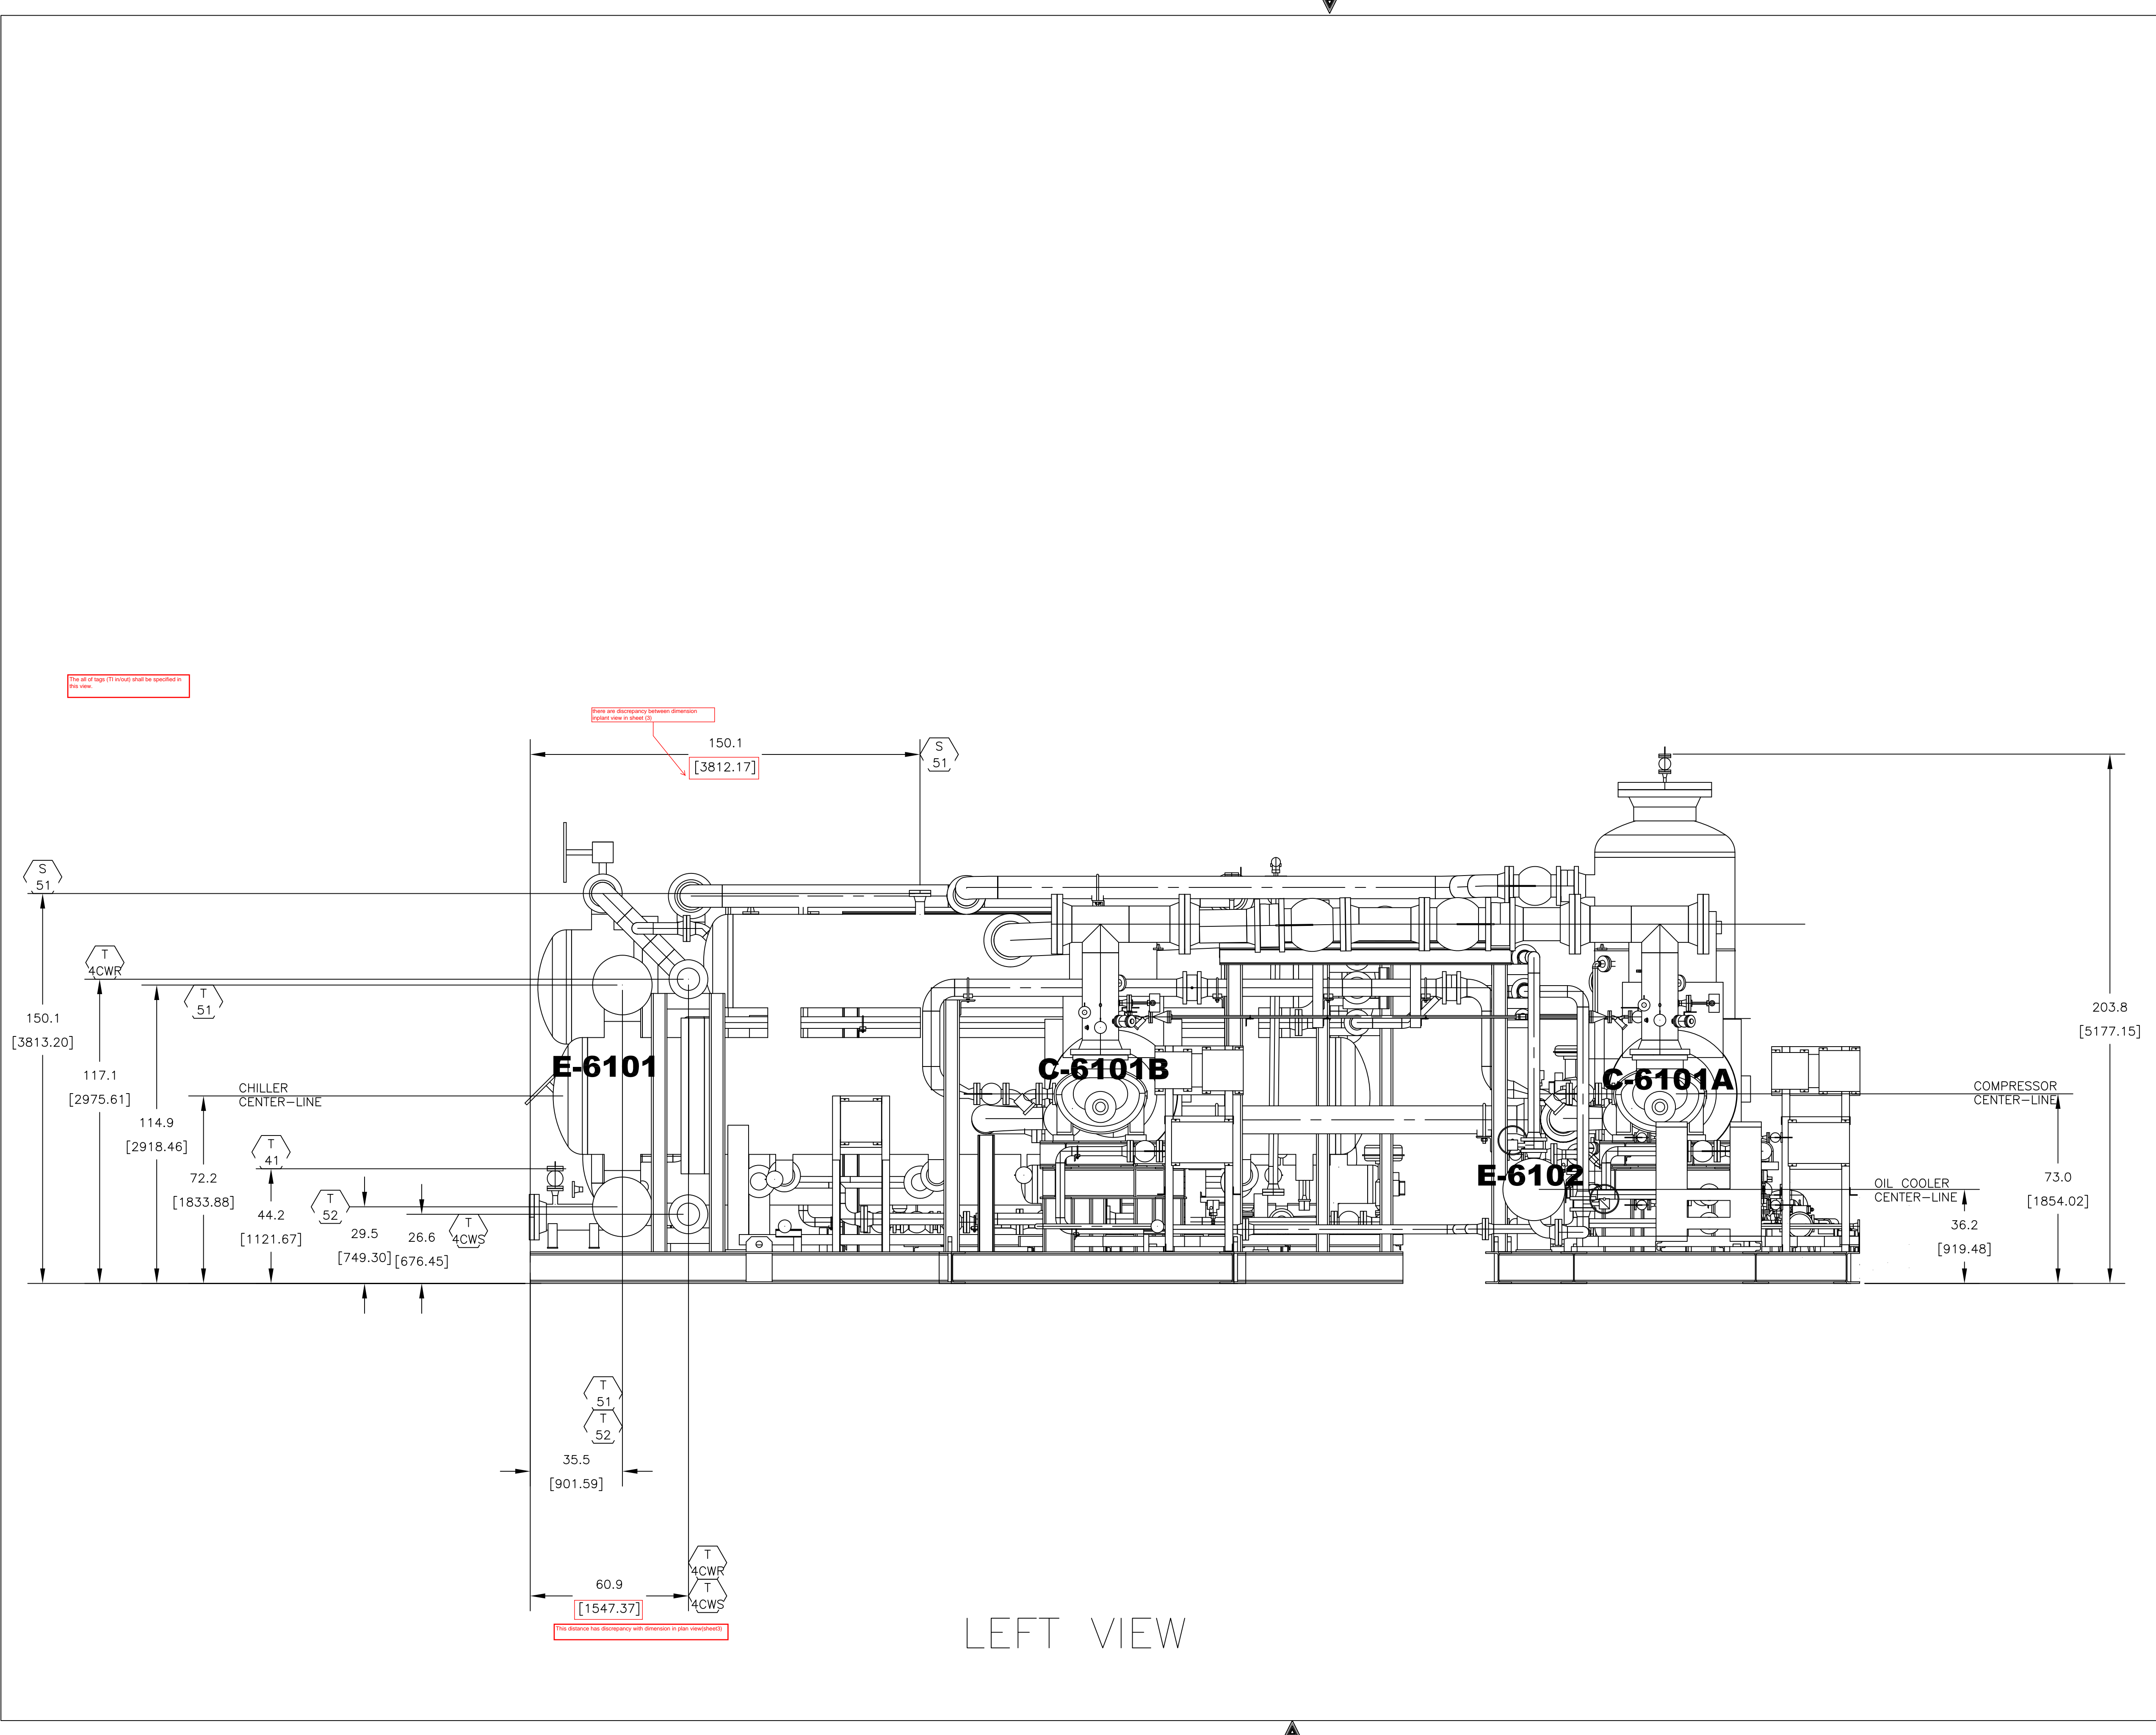 The all of tags (TI in/out) shall be specified in
this view.
there are discrepancy between dimension
inplant view in sheet (3)
150.1
[3812.17]
S
51
S
51
T
4CWR
T
51
150.1
[3813.20]
117.1
[2975.61]
114.9
[2918.46]
CHILLER
CENTER-LINE
72.2
[1833.88]
T
41
44.2
[1121.67]
T
52
29.5
[749.30]
26.6
[676.45]
T
4CWS
E-6101
C-6101B
C-6101A
E-6102
203.8
[5177.15]
COMPRESSOR
CENTER-LINE
73.0
[1854.02]
OIL COOLER
CENTER-LINE
36.2
[919.48]
T
51
T
52
35.5
[901.59]
T
4CWR
T
4CWS
60.9
[1547.37]
This distance has discrepancy with dimension in plan view(sheet3)
LEFT VIEW